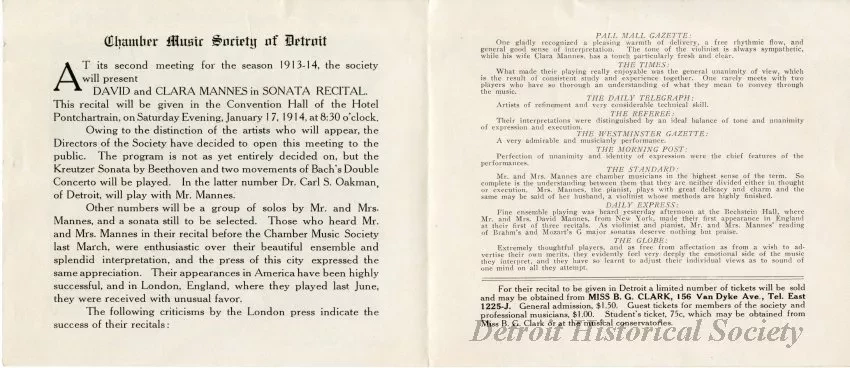 Chamber Music Society of Detroit
AT its second meeting for the season 1913-14, the society
will present
DAVID and CLARA MANNES in SONATA RECITAL.
This recital will be given in the Convention Hall of the Hotel
Pontchartrain, on Saturday Evening, January 17, 1914, at 8:30 o'clock.
Owing to the distinction of the artists who will appear, the
Directors of the Society have decided to open this meeting to the
public. The program is not as yet entirely decided on, but the
Kreutzer Sonata by Beethoven and two movements of Bach's Double
Concerto will be played. In the latter number Dr. Carl S. Oakman,
of Detroit, will play with Mr. Mannes.
Other numbers will be a group of solos by Mr. and Mrs.
Mannes, and a sonata still to be selected. Those who heard Mr.
and Mrs. Mannes in their recital before the Chamber Music Society
last March, were enthusiastic over their beautiful ensemble and
splendid interpretation, and the press of this city expressed the
same appreciation. Their appearances in America have been highly
successful, and in London, England, where they played last June,
they were received with unusual favor.
The following criticisms by the London press indicate the
success of their recitals:
PALL MALL GAZETTE:
One gladly recognized a pleasing warmth of delivery, a free rhythmic flow, and
general good sense of interpretation. The tone of the violinist is always sympathetic,
while his wife Clara Mannes, has a touch particularly fresh and clear.
THE TIMES:
What made their playing really enjoyable was the general unanimity of view, which
is the result of consistent study and experience together. One rarely meets with two
players who have so thorough an understanding of what they mean to convey through
the music.
THE DAILY TELEGRAPH:
Artists of refinement and very considerable technical skill.
THE REFEREE:
Their interpretations were distinguished by an ideal balance of tone and unanimity
of expression and execution.
THE WESTMINSTER GAZETTE:
A very admirable and musicianly performance.
THE MORNING POST:
Perfection of unanimity and identity of expression were the chief features of the
performances.
THE STANDARD:
Mr. and Mrs. Mannes are chamber musicians in the highest sense of the term. So
complete is the understanding between them that they are neither divided either in thought
or execution. Mrs. Mannes, the pianist, plays with great delicacy and charm and the
same may be said of her husband, a violinist whose methods are highly finished.
DAILY EXPRESS:
Fine ensemble playing was heard yesterday afternoon at the Bechstein Hall, where
Mr. and Mrs. David Mannes, from New York, made their first appearance in England
at their first of three recitals. As violinist and pianist, Mr. and Mrs. Mannes' reading
of Brahm's and Mozart's G major sonatas deserve nothing but praise.
THE GLOBE:
Extremely thoughtful players, and as free from affectation as from a wish to ad-
vertise their own merits, they evidently feel very deeply the emotional side of the music
they interpret, and they have so learnt to adjust their individual views as to sound of
one mind on all they attempt.
For their recital to be given in Detroit a limited number of tickets will be sold
and may be obtained from MISS B. G. CLARK, 156 Van Dyke Ave., Tel. East
1225-J. General admission, $1.50. Guest tickets for members of the society and
professional musicians, $1.00. Student's ticket, 75c, which may be obtained from
Miss B. G. Clark or at the musical conservatories.
Detroit Historical Society